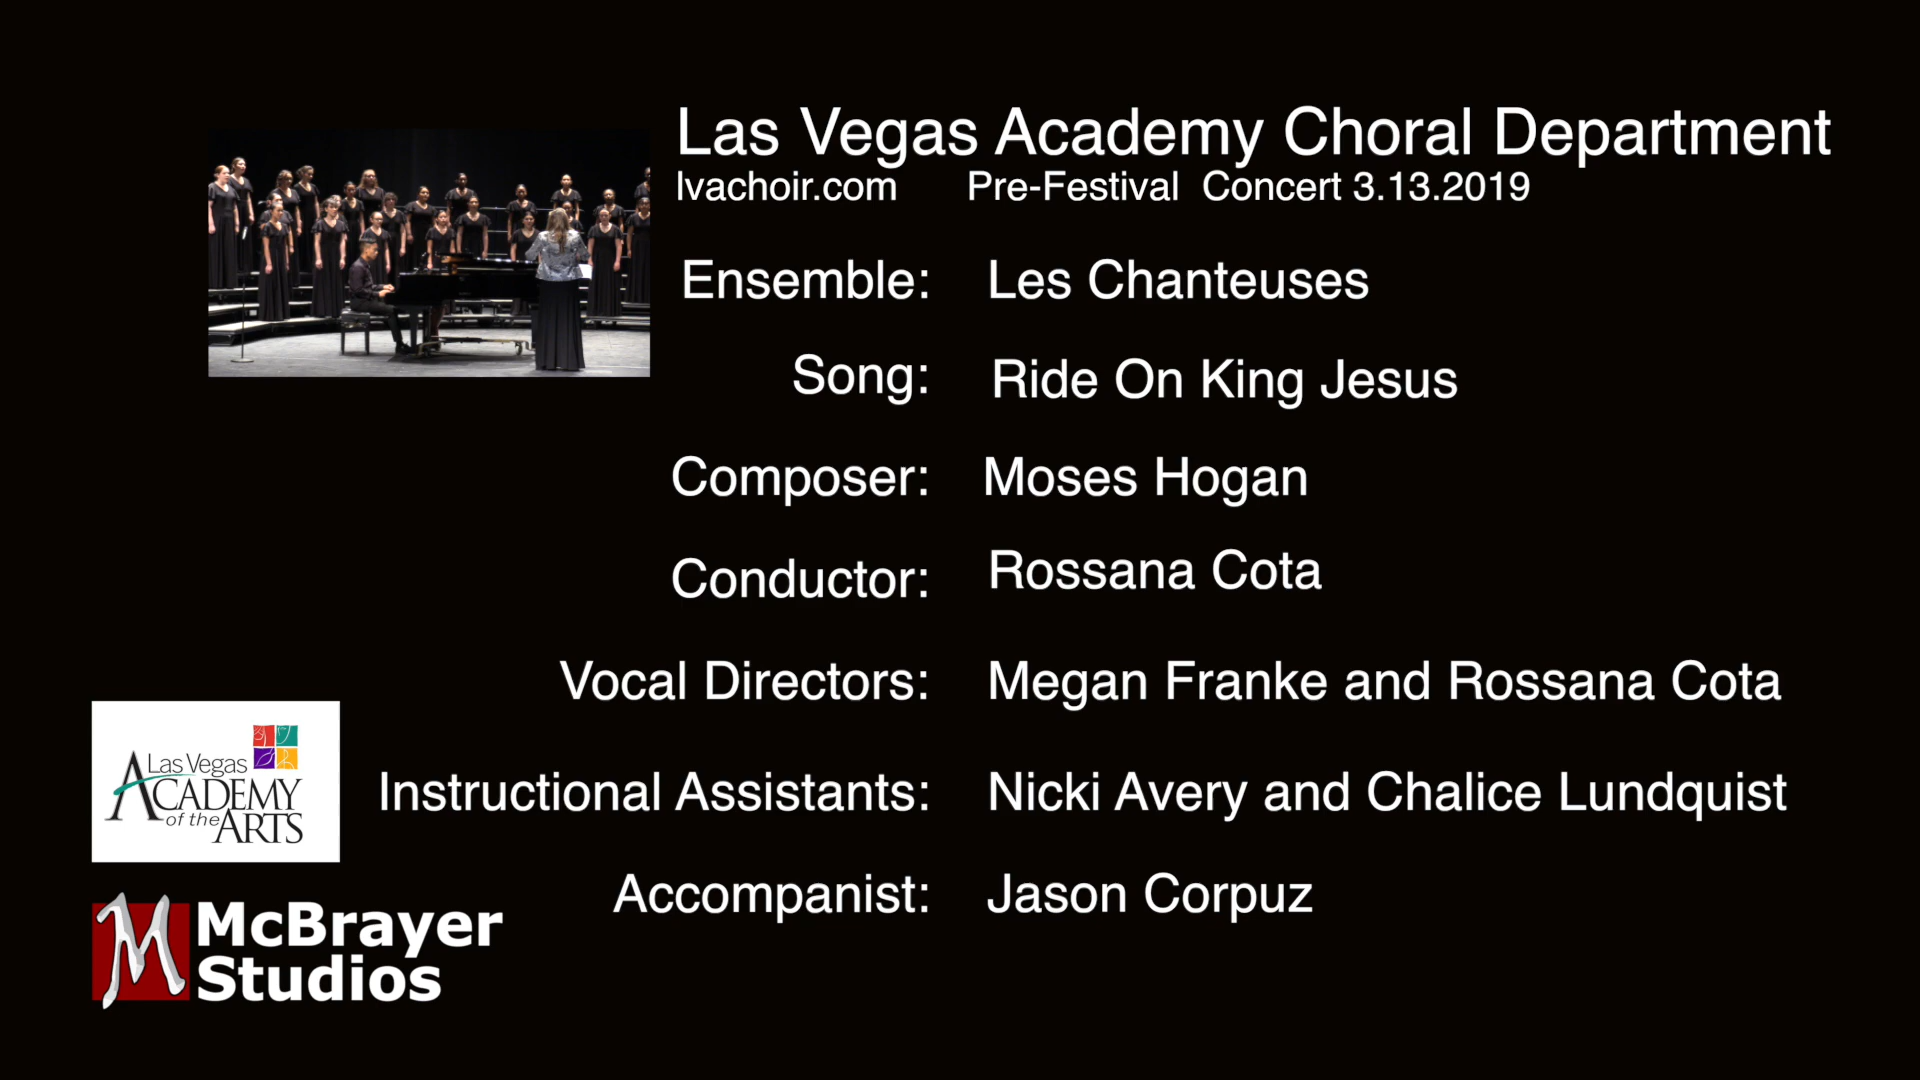 Las Vegas Academy Choral Department
lvachoir.com Pre-Festival Concert 3.13.2019
Ensemble: Les Chanteuses
Song: Ride On King Jesus
Composer: Moses Hogan
Conductor: Rossana Cota
Vocal Directors: Megan Franke and Rossana Cota
Las Vegas
ACADEMY
of the ARTS
Instructional Assistants: Nicki Avery and Chalice Lundquist
Accompanist: Jason Corpuz
M McBrayer
Studios